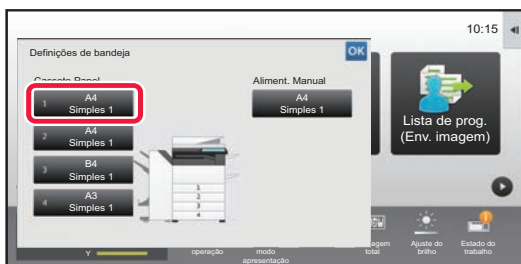 10:15
Definições de bandeja
OK
Cassete Papel
Aliment. Manual
1 A4
Simples 1
A4
Simples 1
2 A4
Simples 1
3 B4
Simples 1
4 A3
Simples 1
1
2
3
4
Lista de prog.
(Env. imagem)
Y
operação
modo
apresentação
total
Ajuste do
brilho
Estado do
trabalho